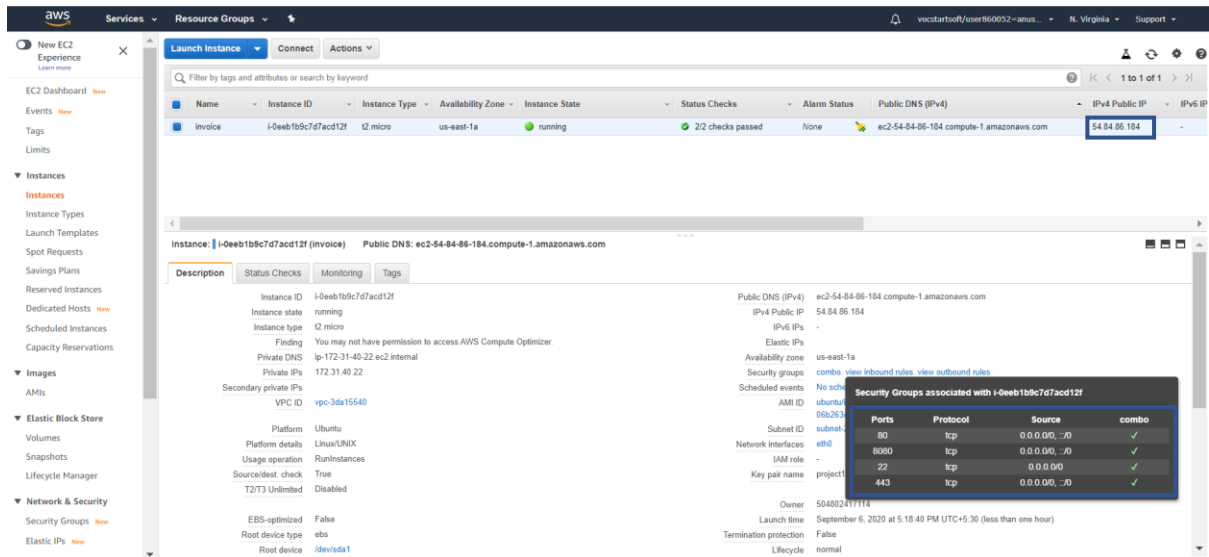 aws Services Resource Groups vocstartsoft/user860052=anus... N. Virginia Support
New EC2
Experience
Learn more
Launch Instance Connect Actions
Filter by tags and attributes or search by keyword
1 to 1 of 1
EC2 Dashboard New
Events New
Tags
Limits
Instances
Instances
Instance Types
Launch Templates
Spot Requests
Savings Plans
Reserved Instances
Dedicated Hosts New
Scheduled Instances
Capacity Reservations
Images
AMIs
Elastic Block Store
Volumes
Snapshots
Lifecycle Manager
Network & Security
Security Groups New
Elastic IPs New
Name Instance ID Instance Type Availability Zone Instance State Status Checks Alarm Status Public DNS (IPv4) IPv4 Public IP IPv6 IP
invoice i-0eeb1b9c7d7acd12f t2.micro us-east-1a running 2/2 checks passed None ec2-54-84-86-184.compute-1.amazonaws.com 54.84.86.184 -
Instance: i-0eeb1b9c7d7acd12f (invoice) Public DNS: ec2-54-84-86-184.compute-1.amazonaws.com
Description Status Checks Monitoring Tags
Instance ID i-0eeb1b9c7d7acd12f
Instance state running
Instance type t2.micro
Finding You may not have permission to access AWS Compute Optimizer.
Private DNS ip-172-31-40-22.ec2.internal
Private IPs 172.31.40.22
Secondary private IPs
VPC ID vpc-3da15540
Platform Ubuntu
Platform details Linux/UNIX
Usage operation RunInstances
Source/dest. check True
T2/T3 Unlimited Disabled
EBS-optimized False
Root device type ebs
Root device /dev/sda1
Public DNS (IPv4) ec2-54-84-86-184.compute-1.amazonaws.com
IPv4 Public IP 54.84.86.184
IPv6 IPs -
Elastic IPs
Availability zone us-east-1a
Security groups combo. view inbound rules. view outbound rules
Scheduled events No sche
AMI ID ubuntu/
Subnet ID subnet-
Network interfaces eth0
IAM role -
Key pair name project1
Owner 504802417114
Launch time September 6, 2020 at 5:18:40 PM UTC+5:30 (less than one hour)
Termination protection False
Lifecycle normal
Security Groups associated with i-0eeb1b9c7d7acd12f
Ports Protocol Source combo
80 tcp 0.0.0.0/0, ::/0 ✓
8080 tcp 0.0.0.0/0, ::/0 ✓
22 tcp 0.0.0.0/0 ✓
443 tcp 0.0.0.0/0, ::/0 ✓